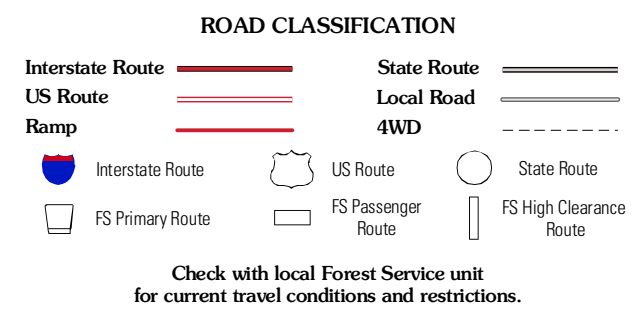 ROAD CLASSIFICATION
Interstate Route
State Route
US Route
Local Road
Ramp
4WD
Interstate Route
US Route
State Route
FS Primary Route
FS Passenger
Route
FS High Clearance
Route
Check with local Forest Service unit
for current travel conditions and restrictions.